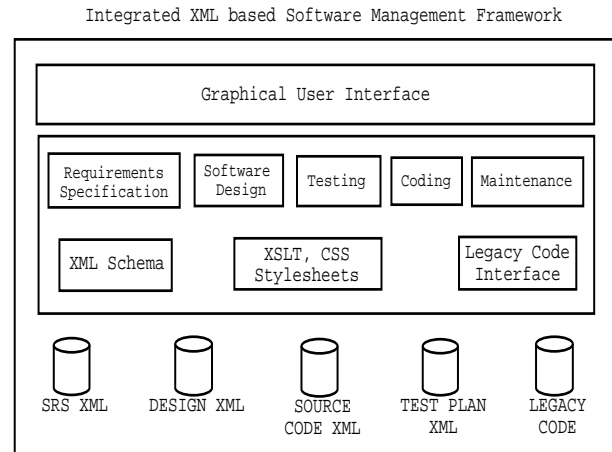 Integrated XML based Software Management Framework
Graphical User Interface
Requirements
Specification
Software
Design
Testing
Coding
Maintenance
XML Schema
XSLT, CSS
Stylesheets
Legacy Code
Interface
SRS XML
DESIGN XML
SOURCE
CODE XML
TEST PLAN
XML
LEGACY
CODE